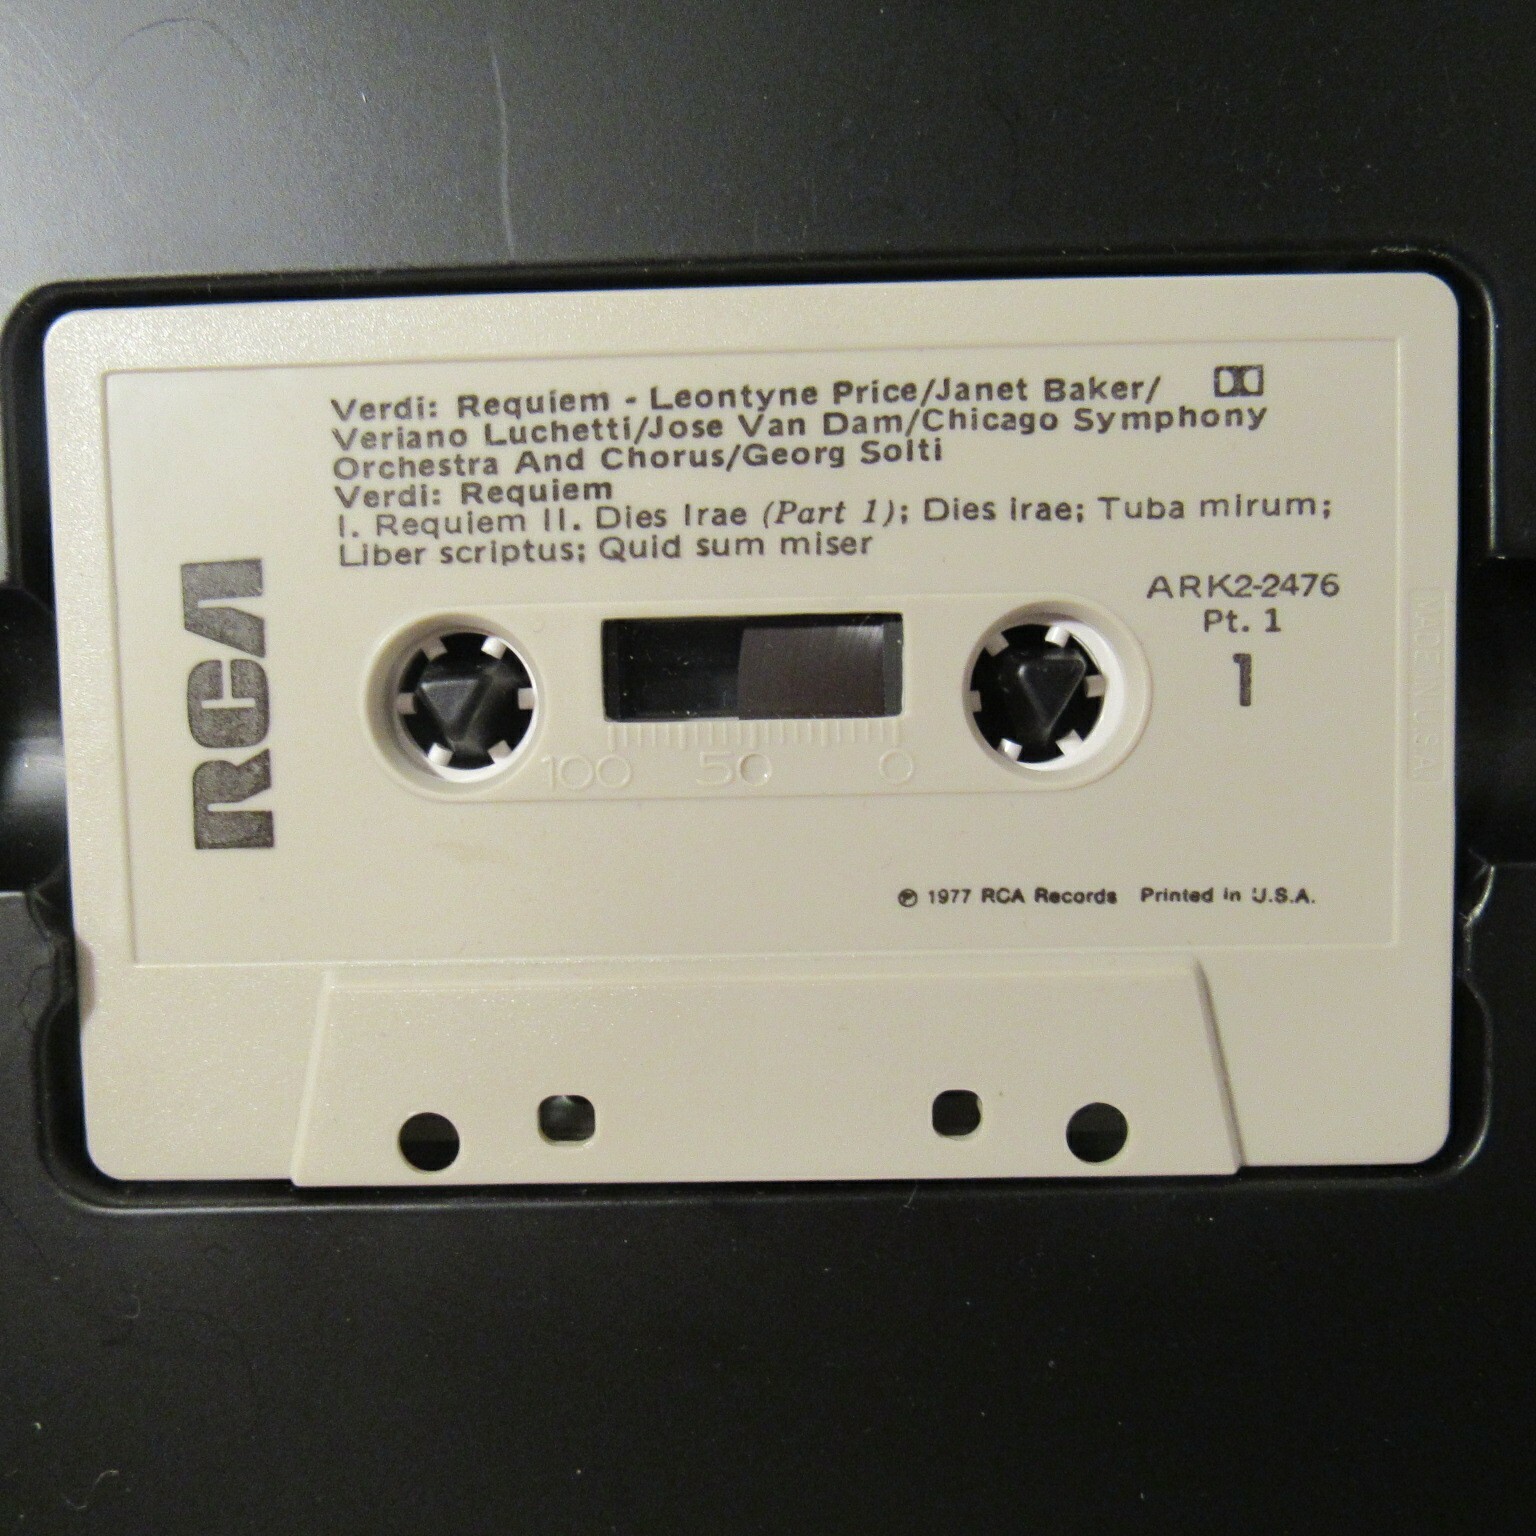 Verdi: Requiem - Leontyne Price/Janet Baker/
Veriano Luchetti/Jose Van Dam/Chicago Symphony
Orchestra And Chorus/Georg Solti
Verdi: Requiem
I. Requiem II. Dies Irae (Part 1); Dies irae; Tuba mirum;
Liber scriptus; Quid sum miser
RCA
ARK2-2476
Pt. 1
1
100 50 0
MADE IN U.S.A.
℗ 1977 RCA Records Printed in U.S.A.